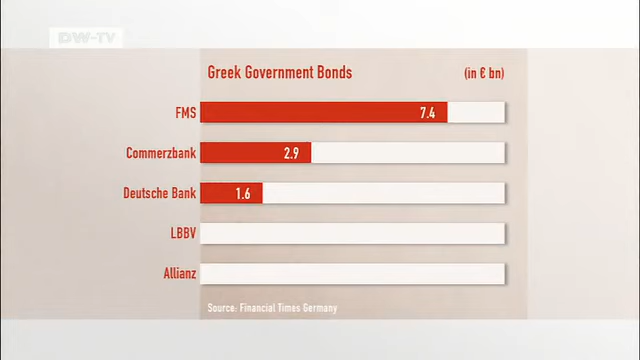 DW-TV
Greek Government Bonds (in € bn)
FMS 7.4
Commerzbank 2.9
Deutsche Bank 1.6
LBBV
Allianz
Source: Financial Times Germany